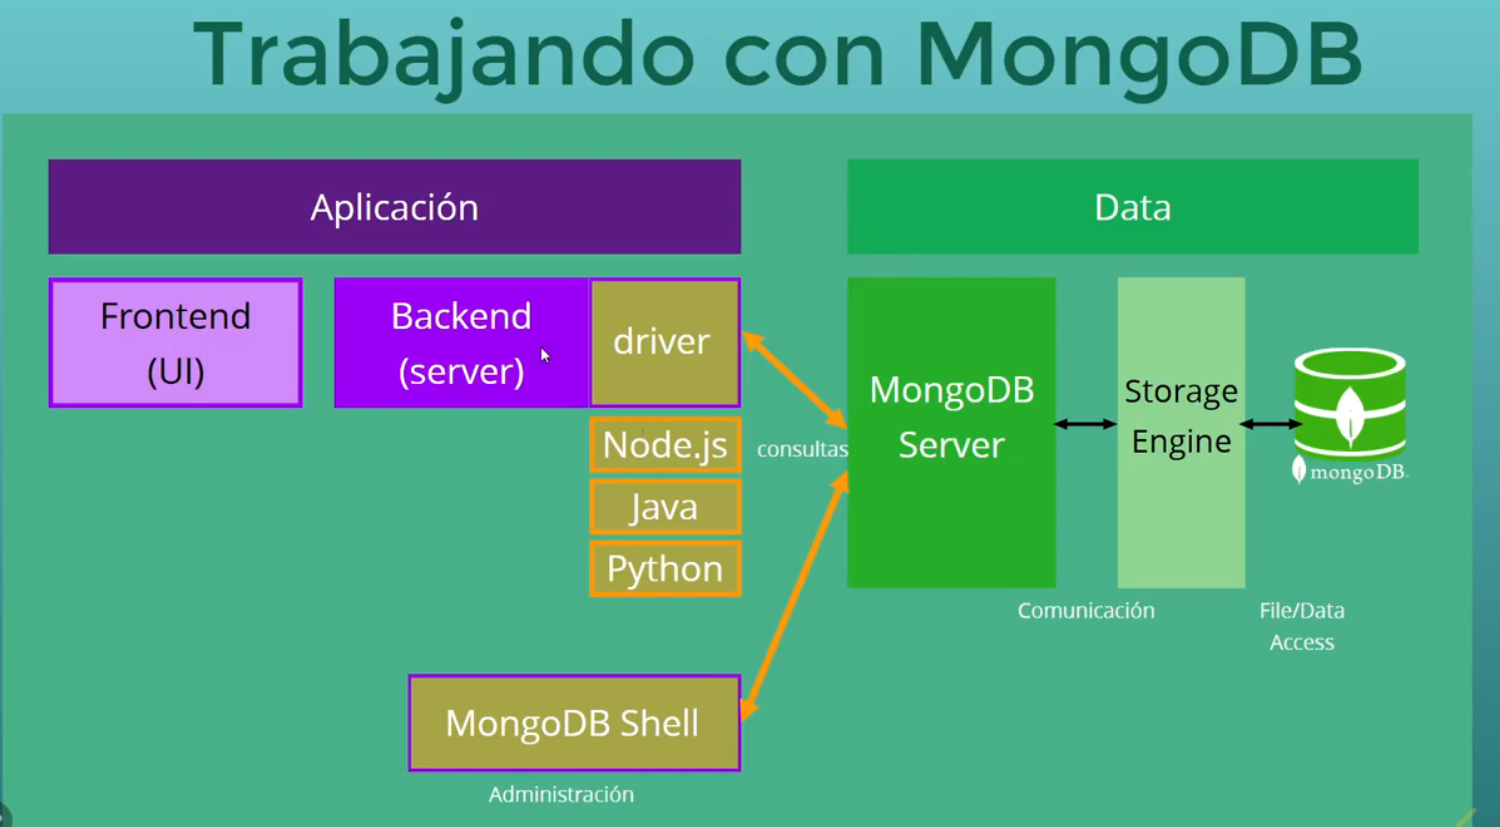 Trabajando con MongoDB
Aplicación
Data
Frontend
(UI)
Backend
(server)
driver
Node.js
Java
Python
consultas
MongoDB
Server
Storage
Engine
mongoDB.
Comunicación
File/Data
Access
MongoDB Shell
Administración